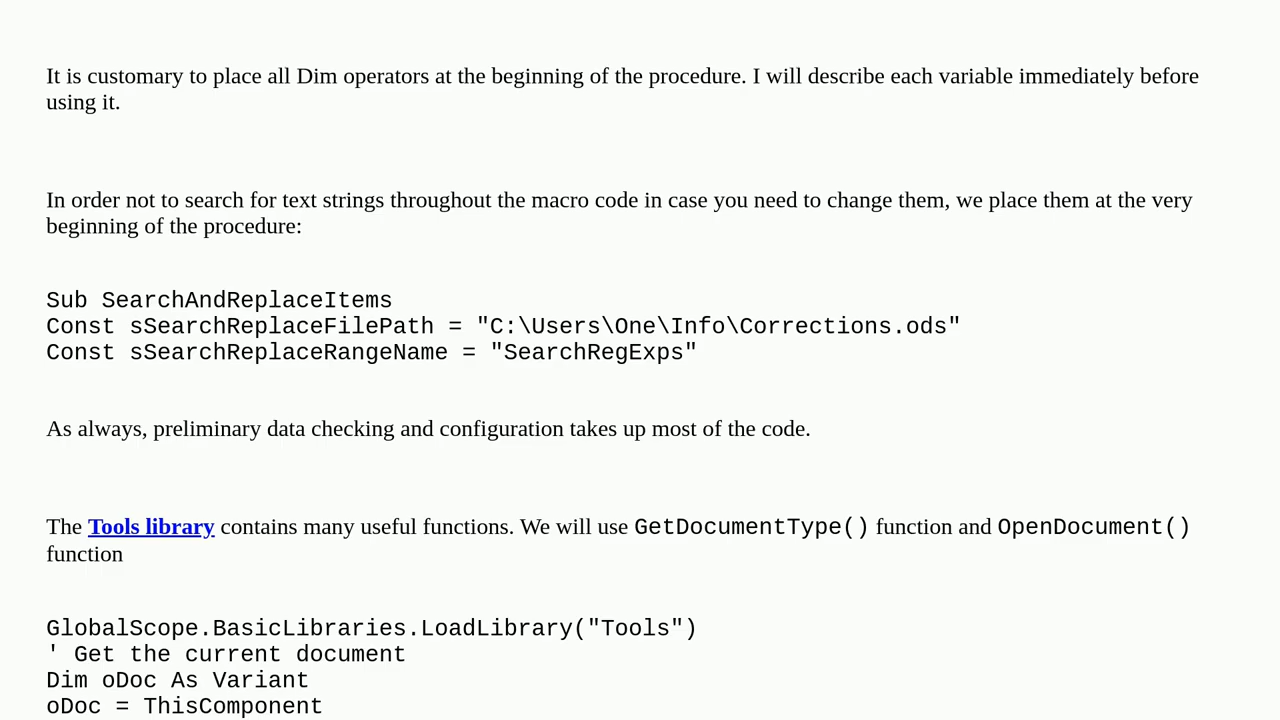 It is customary to place all Dim operators at the beginning of the procedure. I will describe each variable immediately before
using it.
In order not to search for text strings throughout the macro code in case you need to change them, we place them at the very
beginning of the procedure:
Sub SearchAndReplaceItems
Const sSearchReplaceFilePath = "C:\Users\One\Info\Corrections.ods"
Const sSearchReplaceRangeName = "SearchRegExps"
As always, preliminary data checking and configuration takes up most of the code.
The Tools library contains many useful functions. We will use GetDocumentType() function and OpenDocument()
function
GlobalScope.BasicLibraries.LoadLibrary("Tools")
' Get the current document
Dim oDoc As Variant
oDoc = ThisComponent